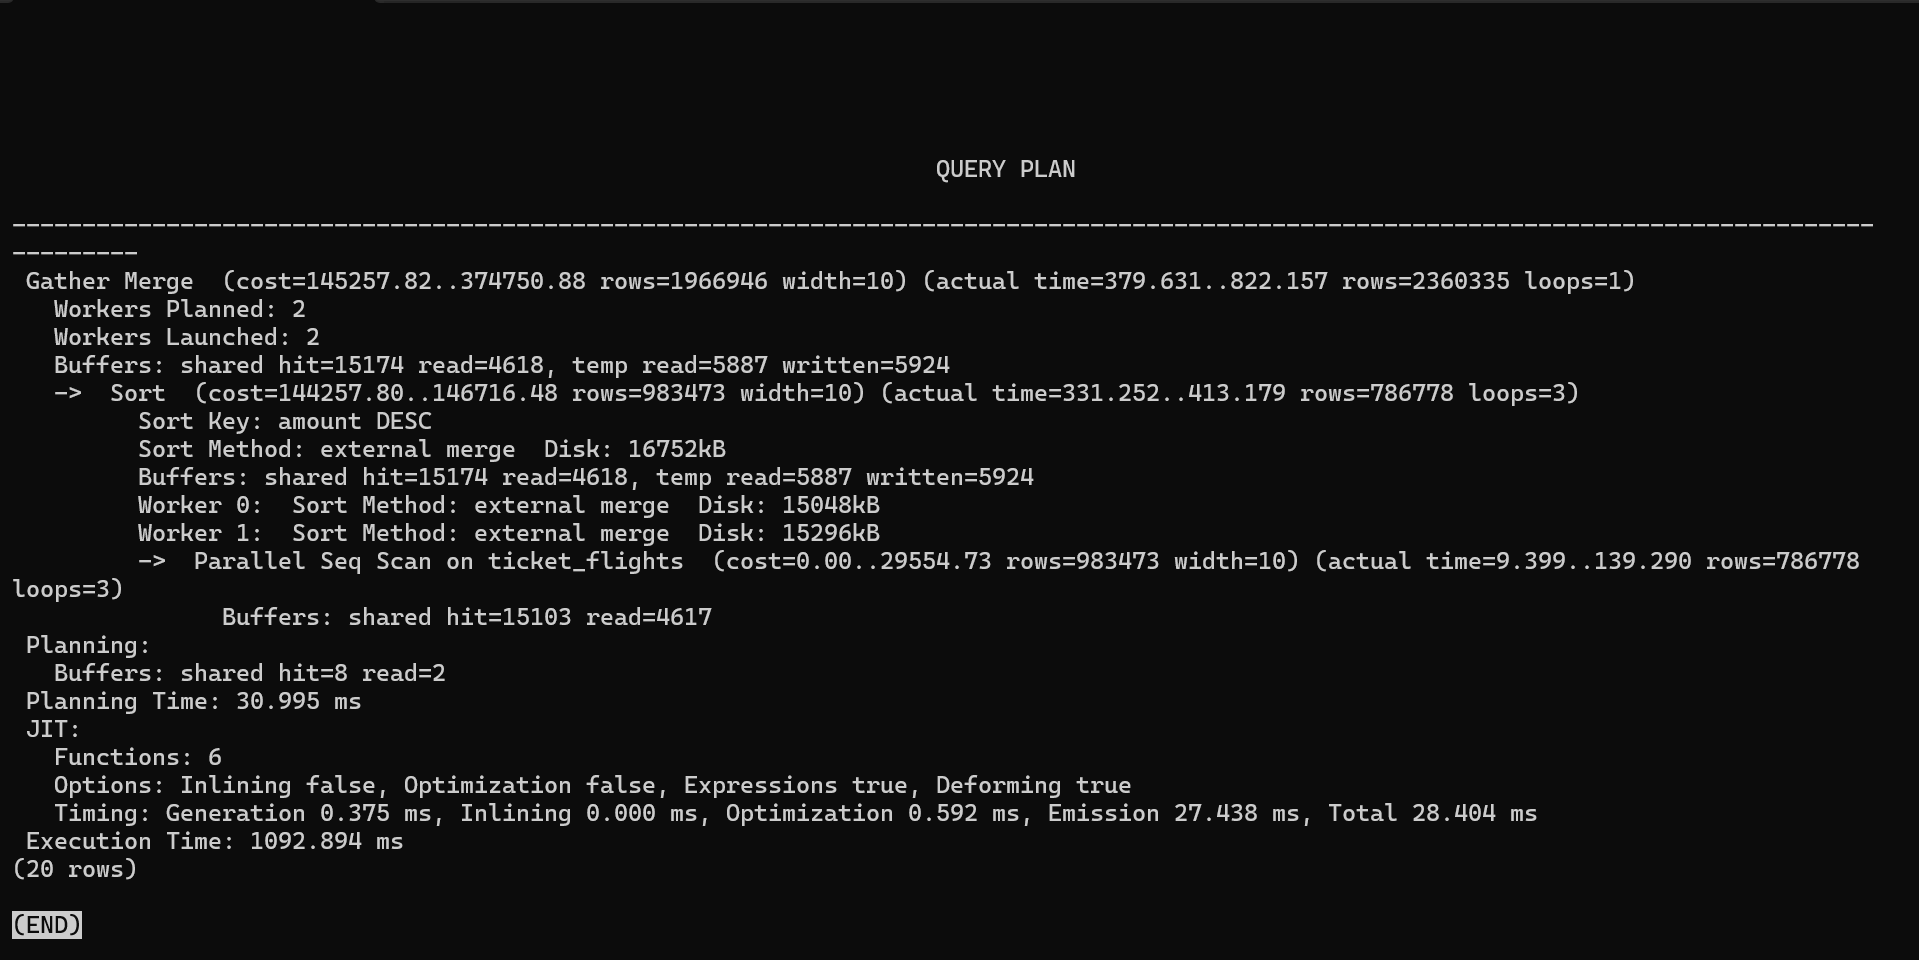 QUERY PLAN
-------------------------------------------------------------------------------------------------------------------------------------
---------
Gather Merge  (cost=145257.82..374750.88 rows=1966946 width=10) (actual time=379.631..822.157 rows=2360335 loops=1)
Workers Planned: 2
Workers Launched: 2
Buffers: shared hit=15174 read=4618, temp read=5887 written=5924
->  Sort  (cost=144257.80..146716.48 rows=983473 width=10) (actual time=331.252..413.179 rows=786778 loops=3)
Sort Key: amount DESC
Sort Method: external merge  Disk: 16752kB
Buffers: shared hit=15174 read=4618, temp read=5887 written=5924
Worker 0:  Sort Method: external merge  Disk: 15048kB
Worker 1:  Sort Method: external merge  Disk: 15296kB
->  Parallel Seq Scan on ticket_flights  (cost=0.00..29554.73 rows=983473 width=10) (actual time=9.399..139.290 rows=786778
loops=3)
Buffers: shared hit=15103 read=4617
Planning:
Buffers: shared hit=8 read=2
Planning Time: 30.995 ms
JIT:
Functions: 6
Options: Inlining false, Optimization false, Expressions true, Deforming true
Timing: Generation 0.375 ms, Inlining 0.000 ms, Optimization 0.592 ms, Emission 27.438 ms, Total 28.404 ms
Execution Time: 1092.894 ms
(20 rows)
(END)